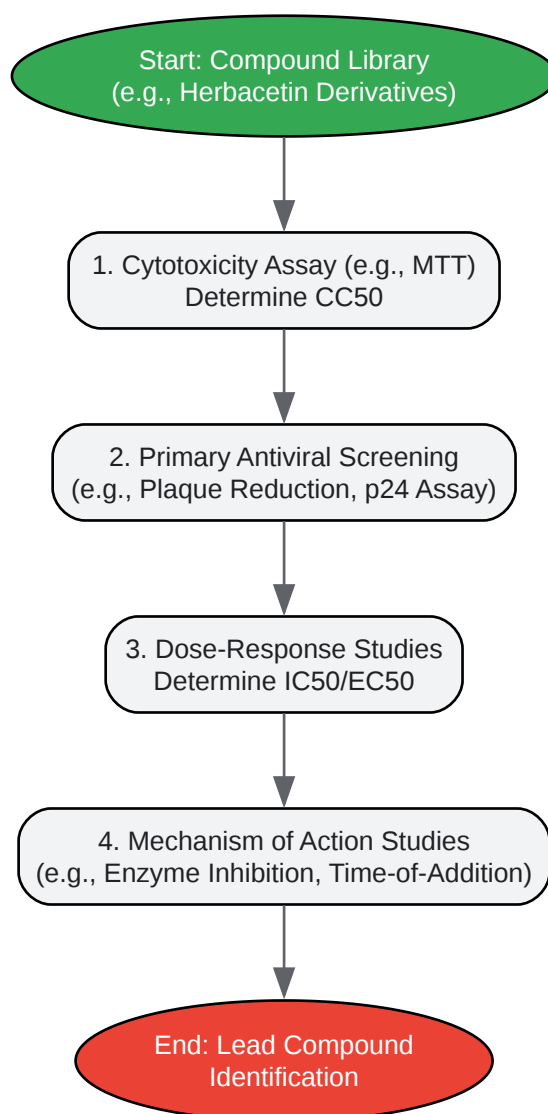 Start: Compound Library
(e.g., Herbacetin Derivatives)
1. Cytotoxicity Assay (e.g., MTT)
Determine CC50
2. Primary Antiviral Screening
(e.g., Plaque Reduction, p24 Assay)
3. Dose-Response Studies
Determine IC50/EC50
4. Mechanism of Action Studies
(e.g., Enzyme Inhibition, Time-of-Addition)
End: Lead Compound
Identification